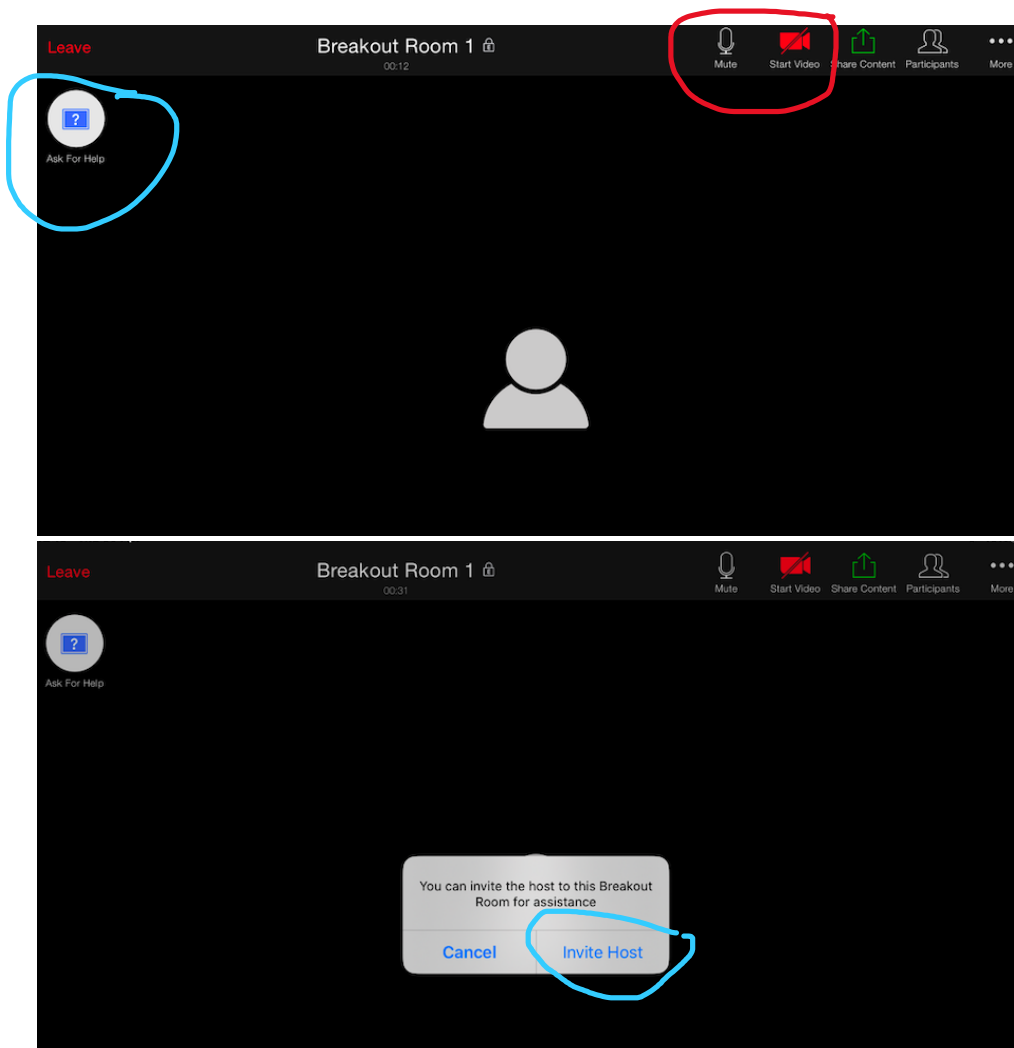 Leave
Breakout Room 1
00:12
Mute
Start Video
Share Content
Participants
More
?
Ask For Help
Leave
Breakout Room 1
00:31
Mute
Start Video
Share Content
Participants
More
?
Ask For Help
You can invite the host to this Breakout
Room for assistance
Cancel
Invite Host